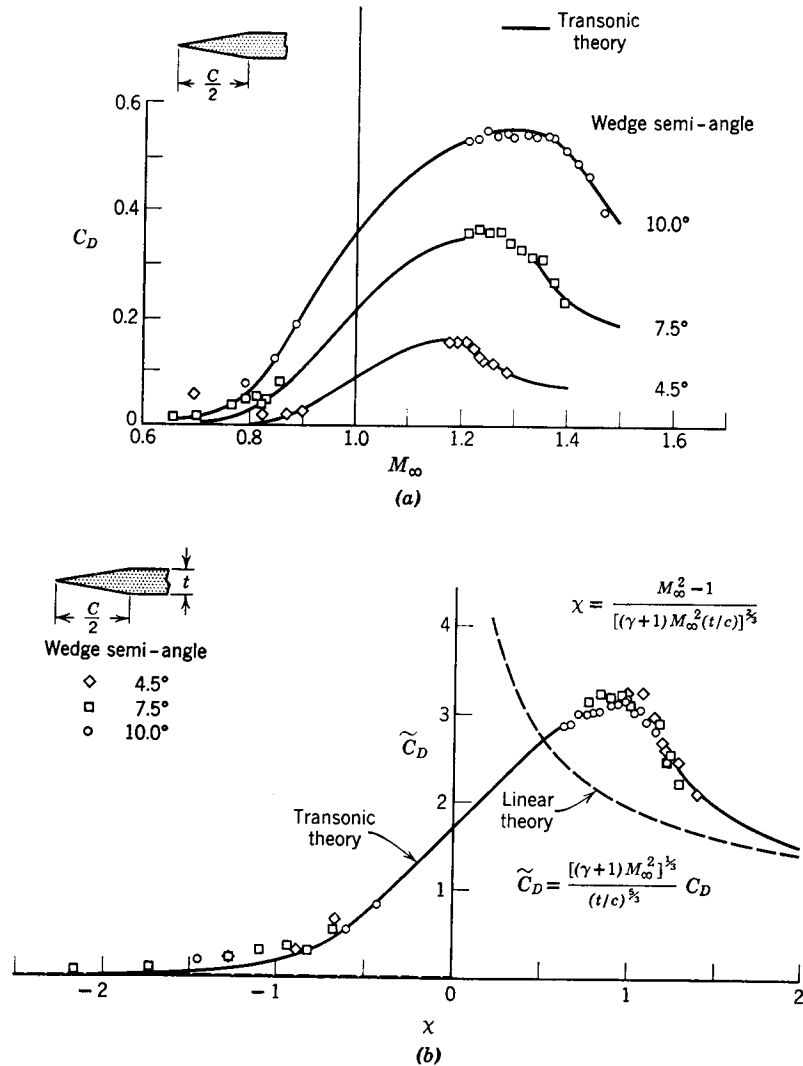 Transonic
theory
C
2
0.6
Wedge semi-angle
10.0°
0.4
C_D
7.5°
0.2
4.5°
0
0.6 0.8 1.0 1.2 1.4 1.6
M_∞
(a)
t
C
2
Wedge semi-angle
◇ 4.5°
□ 7.5°
○ 10.0°
χ = (M_∞^2 - 1) / [(γ+1) M_∞^2 (t/c)]^{2/3}
4
3
C̃_D
2
1
Transonic
theory
Linear
theory
C̃_D = [(γ+1) M_∞^2]^{1/3} / (t/c)^{5/3} C_D
-2 -1 0 1 2
χ
(b)